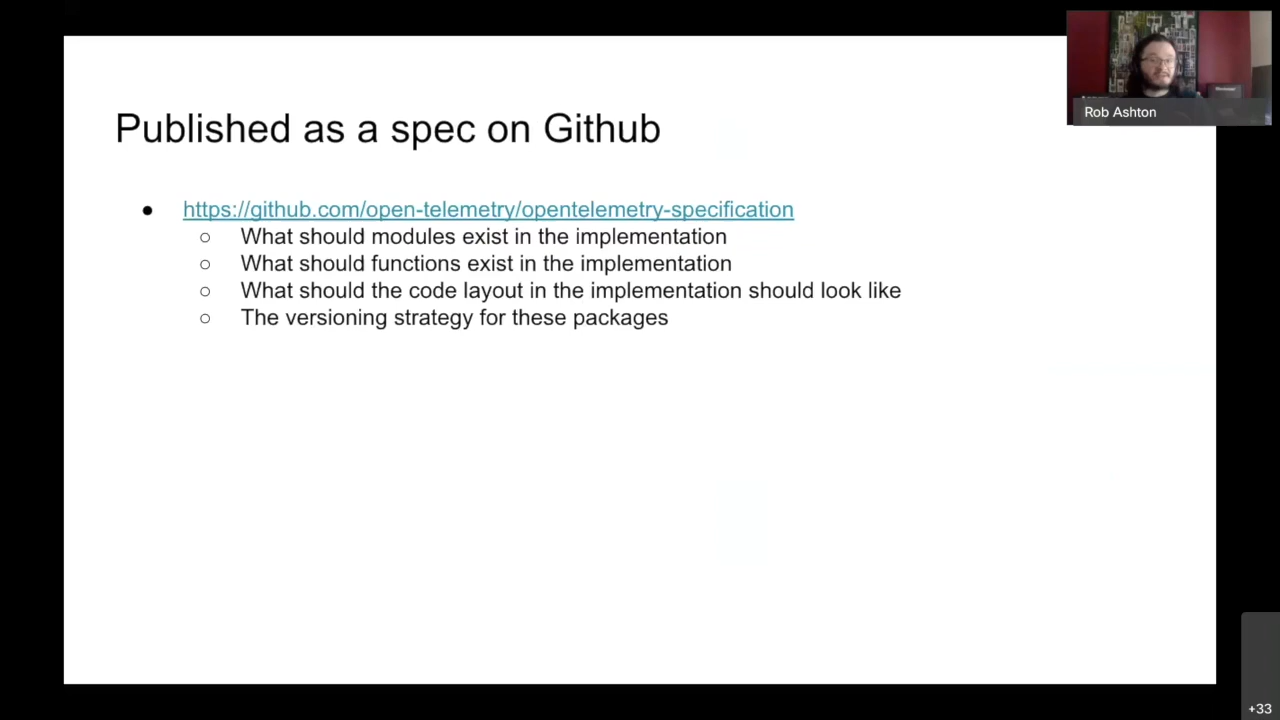 Published as a spec on Github
● https://github.com/open-telemetry/opentelemetry-specification
○ What should modules exist in the implementation
○ What should functions exist in the implementation
○ What should the code layout in the implementation should look like
○ The versioning strategy for these packages
Rob Ashton
+33